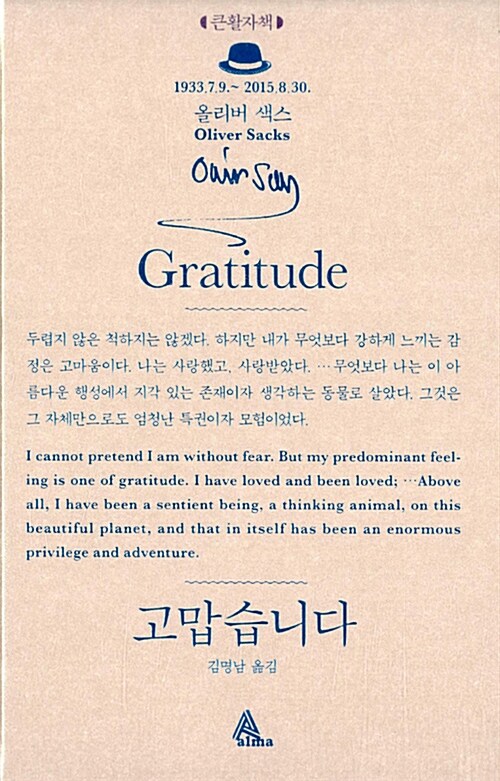 큰활자책
1933.7.9.~ 2015.8.30.
올리버 색스
Oliver Sacks
Gratitude
두렵지 않은 척하지는 않겠다. 하지만 내가 무엇보다 강하게 느끼는 감
정은 고마움이다. 나는 사랑했고, 사랑받았다. …무엇보다 나는 이 아
름다운 행성에서 지각 있는 존재이자 생각하는 동물로 살았다. 그것은
그 자체만으로도 엄청난 특권이자 모험이었다.
I cannot pretend I am without fear. But my predominant feel-
ing is one of gratitude. I have loved and been loved; …Above
all, I have been a sentient being, a thinking animal, on this
beautiful planet, and that in itself has been an enormous
privilege and adventure.
고맙습니다
김명남 옮김
alma